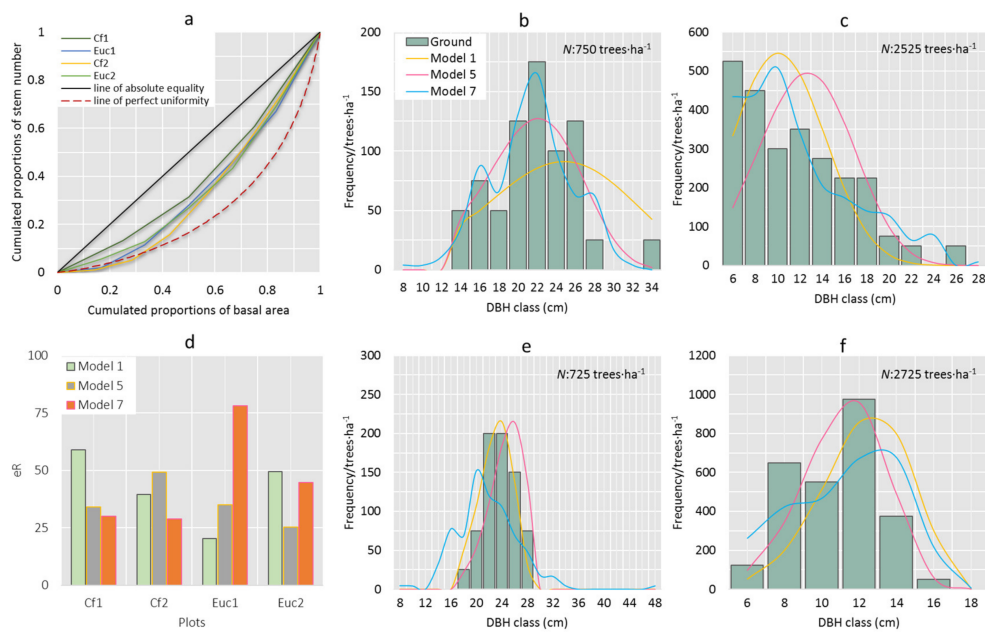 a
Cumulated proportions of stem number
1
0.8
0.6
0.4
0.2
0
Cf1
Euc1
Cf2
Euc2
line of absolute equality
line of perfect uniformity
0 0.2 0.4 0.6 0.8 1
Cumulated proportions of basal area
b
Frequency/trees·ha-1
200
150
100
50
0
Ground
Model 1
Model 5
Model 7
N:750 trees·ha-1
8 10 12 14 16 18 20 22 24 26 28 30 34
DBH class (cm)
c
Frequency/trees·ha-1
600
500
400
300
200
100
0
N:2525 trees·ha-1
6 8 10 12 14 16 18 20 22 24 26 28
DBH class (cm)
d
eR
100
75
50
25
0
Model 1
Model 5
Model 7
Cf1 Cf2 Euc1 Euc2
Plots
e
Frequency/trees·ha-1
300
250
200
150
100
50
0
N:725 trees·ha-1
8 12 16 20 24 28 32 36 40 44 48
DBH class (cm)
f
Frequency/trees·ha-1
1200
1000
800
600
400
200
0
N:2725 trees·ha-1
6 8 10 12 14 16 18
DBH class (cm)